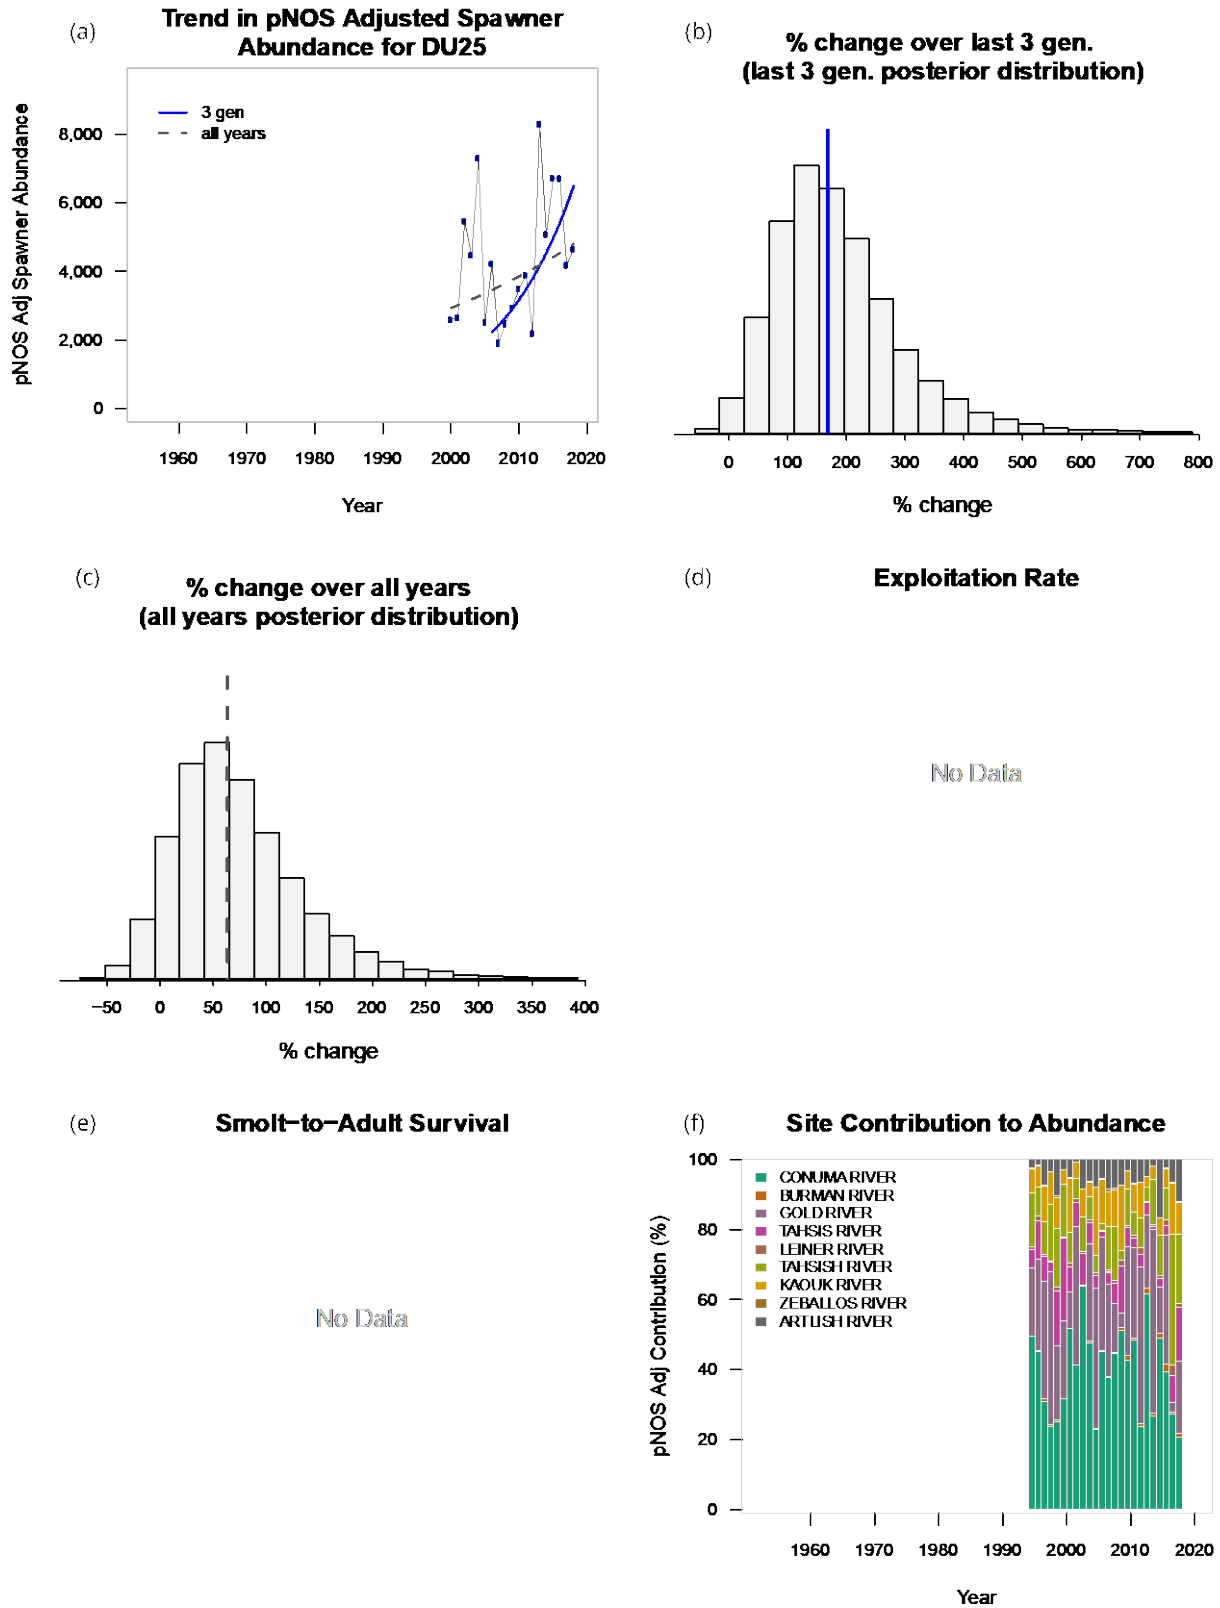 (a)
Trend in pNOS Adjusted Spawner
Abundance for DU25
pNOS Adj Spawner Abundance
3 gen
all years
8,000
6,000
4,000
2,000
0
1960 1970 1980 1990 2000 2010 2020
Year
(b)
% change over last 3 gen.
(last 3 gen. posterior distribution)
0 100 200 300 400 500 600 700 800
% change
(c)
% change over all years
(all years posterior distribution)
−50 0 50 100 150 200 250 300 350 400
% change
(d)
Exploitation Rate
No Data
(e)
Smolt−to−Adult Survival
No Data
(f)
Site Contribution to Abundance
pNOS Adj Contribution (%)
100
80
60
40
20
0
CONUMA RIVER
BURMAN RIVER
GOLD RIVER
TAHSIS RIVER
LEINER RIVER
TAHSISH RIVER
KAOUK RIVER
ZEBALLOS RIVER
ARTLISH RIVER
1960 1970 1980 1990 2000 2010 2020
Year